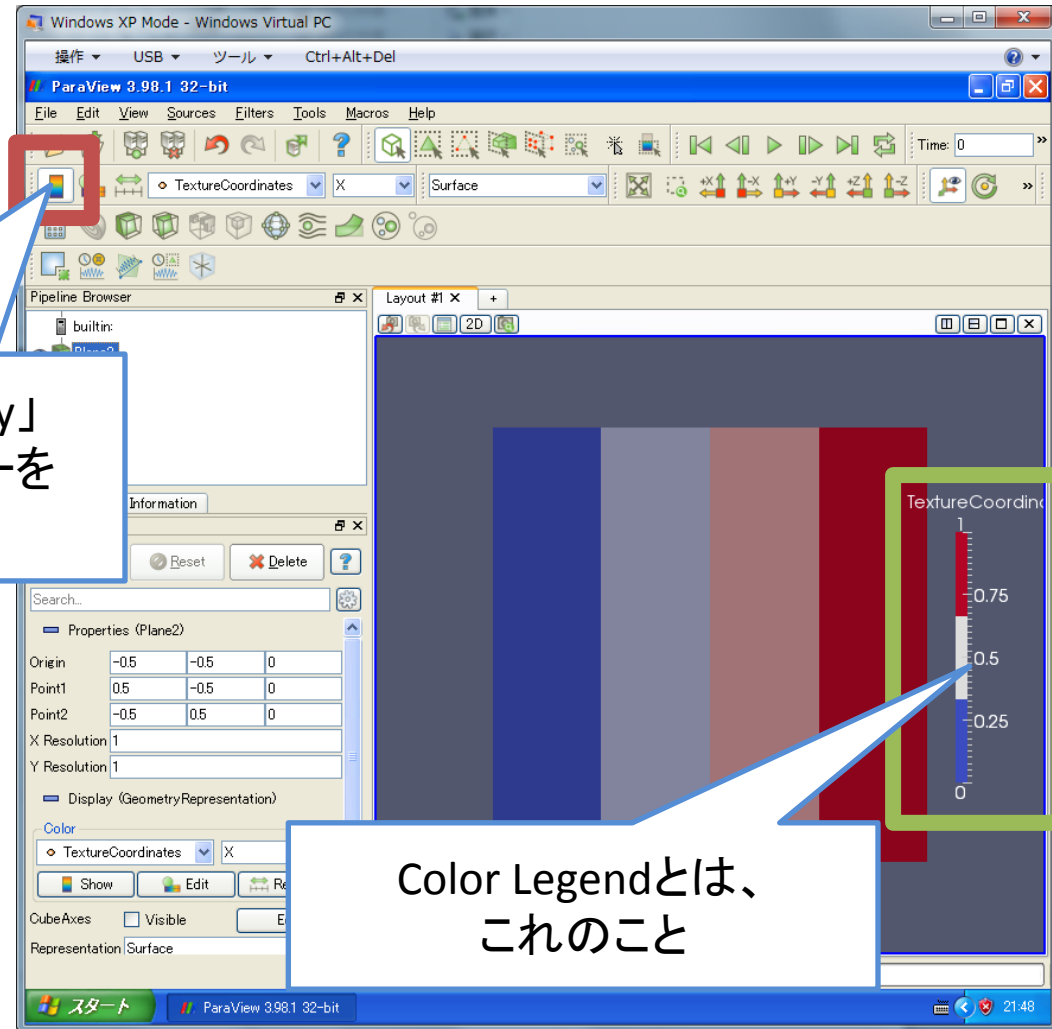 Windows XP Mode - Windows Virtual PC
操作 USB ツール Ctrl+Alt+Del
ParaView 3.98.1 32-bit
File Edit View Sources Filters Tools Macros Help
Time: 0
TextureCoordinates X Surface
+X -X +Y -Y +Z -Z
Pipeline Browser
Layout #1
builtin:
2D
y」
ーを
Information
Reset Delete
Search...
Properties (Plane2)
Origin -0.5 -0.5 0
Point1 0.5 -0.5 0
Point2 -0.5 0.5 0
X Resolution 1
Y Resolution 1
Display (GeometryRepresentation)
Color
TextureCoordinates X
Show Edit
CubeAxes Visible
Representation Surface
TextureCoordin
1
0.75
0.5
0.25
0
Color Legendとは、
これのこと
スタート ParaView 3.98.1 32-bit 21:48